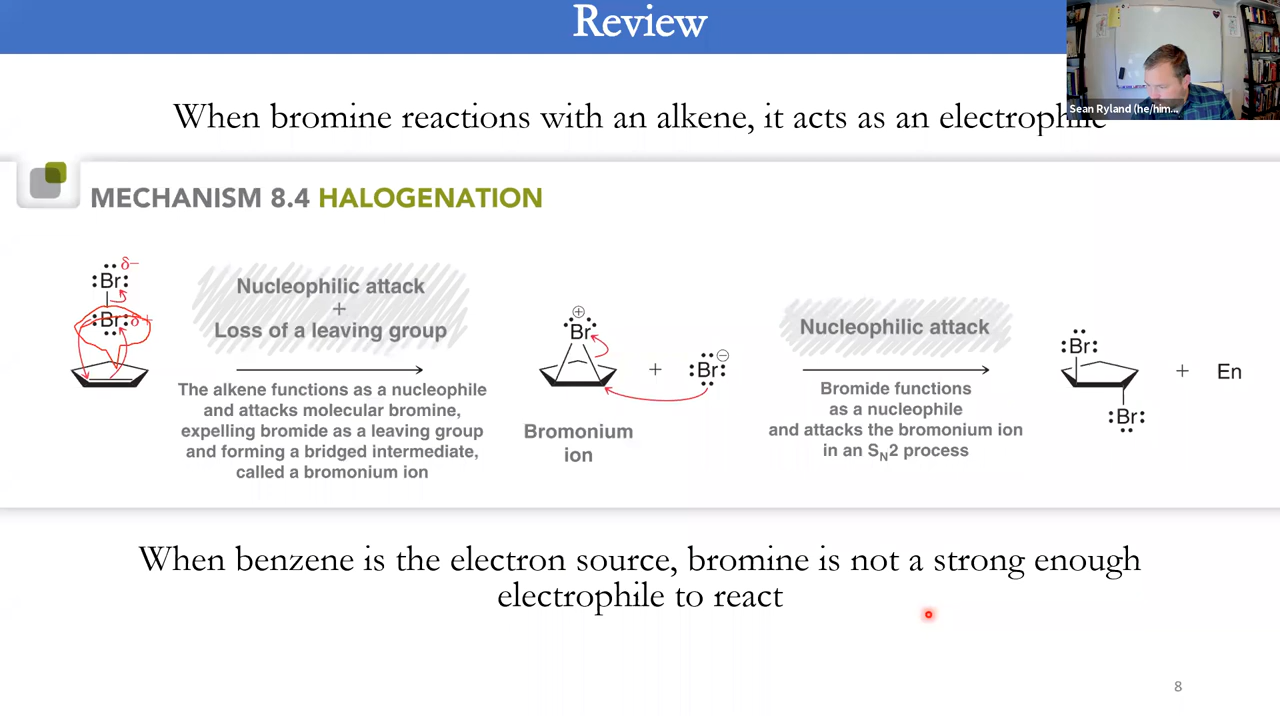 Review
Sean Ryland (he/him...
When bromine reactions with an alkene, it acts as an electrophile
MECHANISM 8.4 HALOGENATION
Br δ−
Br δ+
Nucleophilic attack
+
Loss of a leaving group
The alkene functions as a nucleophile
and attacks molecular bromine,
expelling bromide as a leaving group
and forming a bridged intermediate,
called a bromonium ion
⊕
Br
Bromonium
ion
+
Br ⊖
Nucleophilic attack
Bromide functions
as a nucleophile
and attacks the bromonium ion
in an SN2 process
Br
Br
+ En
When benzene is the electron source, bromine is not a strong enough
electrophile to react
8